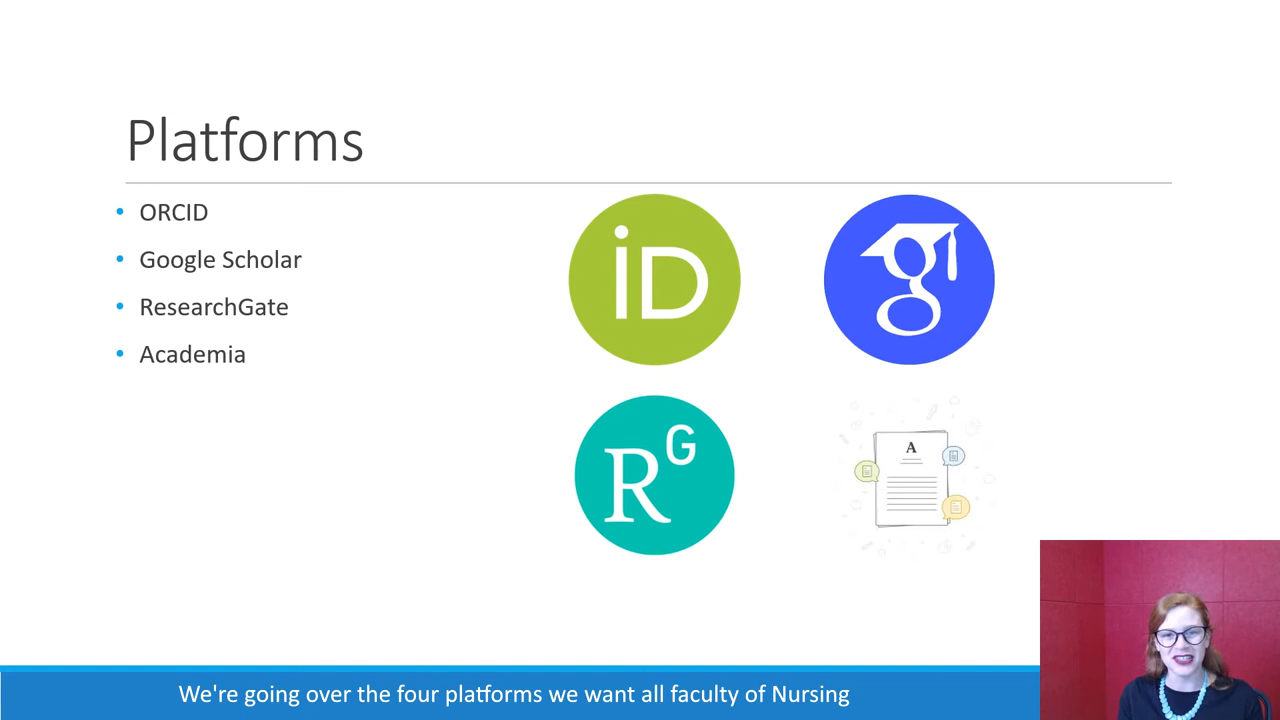 Platforms
• ORCID
• Google Scholar
• ResearchGate
• Academia
iD
g
RG
A
We're going over the four platforms we want all faculty of Nursing